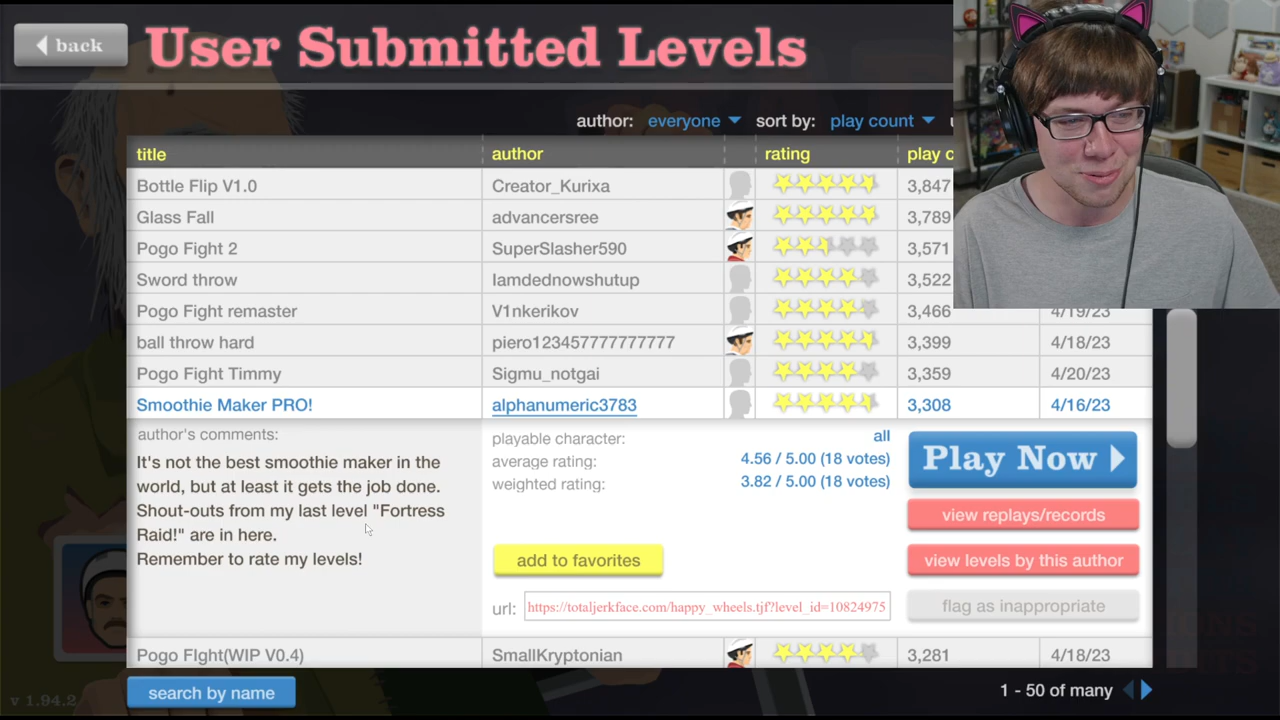 back
User Submitted Levels
author: everyone sort by: play count
title author rating play c
Bottle Flip V1.0 Creator_Kurixa 3,847
Glass Fall advancersree 3,789
Pogo Fight 2 SuperSlasher590 3,571
Sword throw Iamdednowshutup 3,522
Pogo Fight remaster V1nkerikov 3,466 4/19/23
ball throw hard piero123457777777777 3,399 4/18/23
Pogo Fight Timmy Sigmu_notgai 3,359 4/20/23
Smoothie Maker PRO! alphanumeric3783 3,308 4/16/23
author's comments:
It's not the best smoothie maker in the
world, but at least it gets the job done.
Shout-outs from my last level "Fortress
Raid!" are in here.
Remember to rate my levels!
playable character: all
average rating: 4.56 / 5.00 (18 votes)
weighted rating: 3.82 / 5.00 (18 votes)
add to favorites
url: https://totaljerkface.com/happy_wheels.tjf?level_id=10824975
Play Now
view replays/records
view levels by this author
flag as inappropriate
Pogo FIght(WIP V0.4) SmallKryptonian 3,281 4/18/23
v 1.94.2
search by name
1 - 50 of many